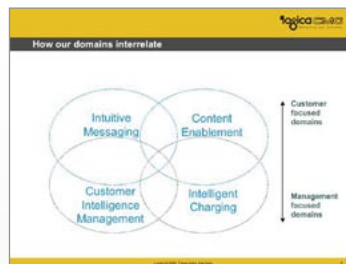 logicaCMG
How our domains interrelate
Intuitive
Messaging
Content
Enablement
Customer
focused
domains
Customer
Intelligence
Management
Intelligent
Charging
Management
focused
domains